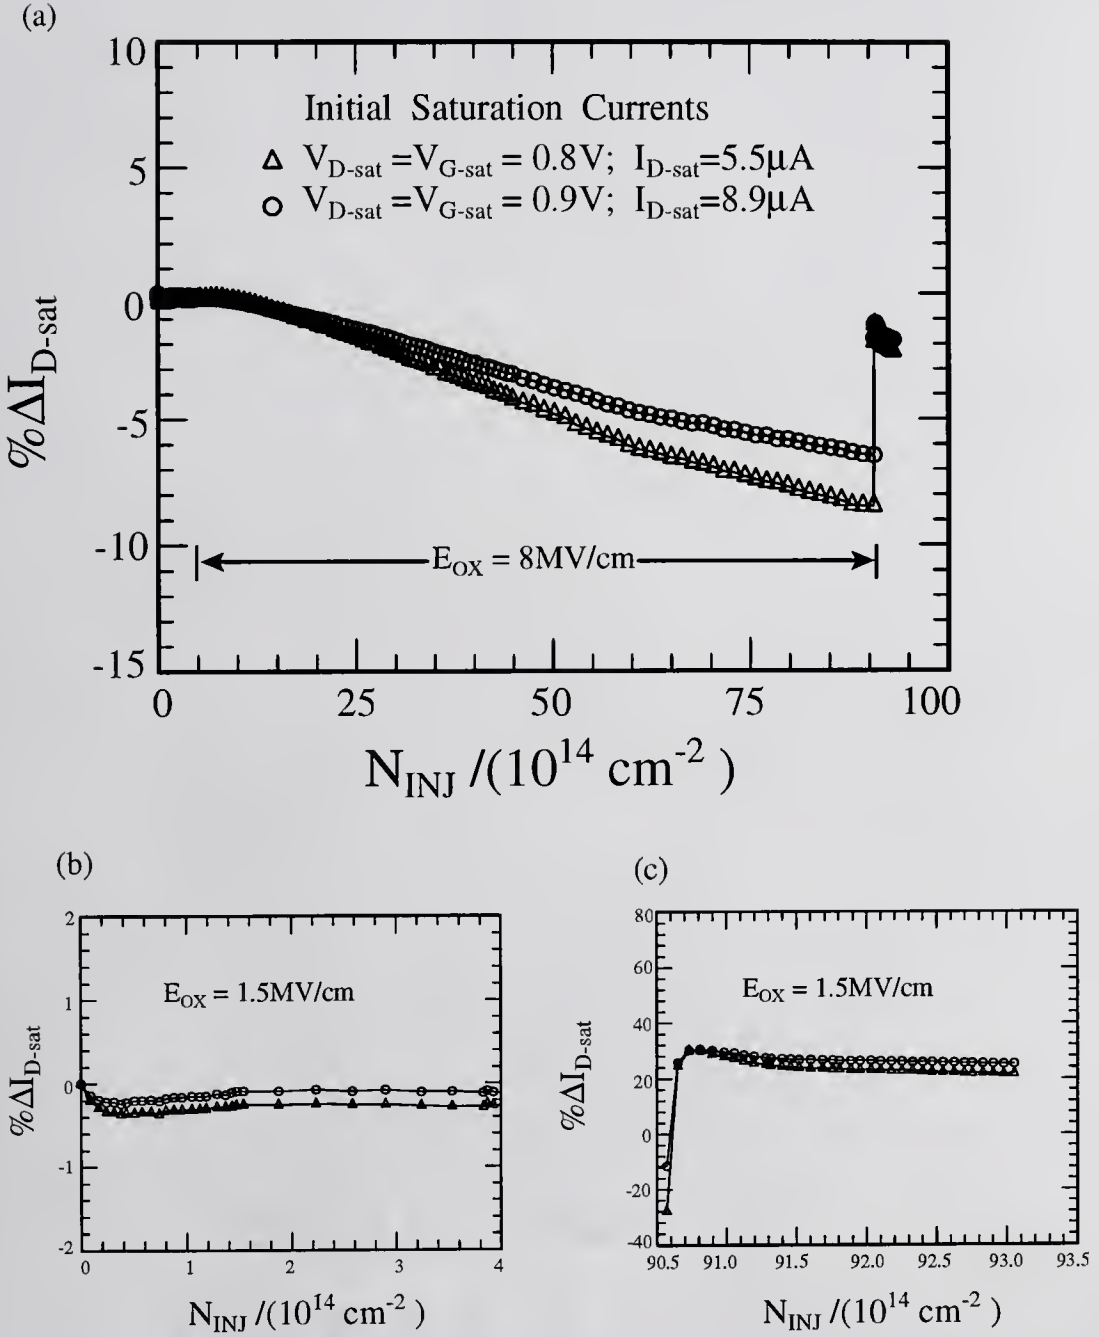 (a)
10
5
0
-5
-10
-15
%ΔI_D-sat
Initial Saturation Currents
△ V_D-sat = V_G-sat = 0.8V; I_D-sat=5.5μA
○ V_D-sat = V_G-sat = 0.9V; I_D-sat=8.9μA
E_OX = 8MV/cm
0 25 50 75 100
N_INJ /(10^14 cm^-2 )
(b)
2
1
0
-1
-2
%ΔI_D-sat
E_OX = 1.5MV/cm
0 1 2 3 4
N_INJ /(10^14 cm^-2 )
(c)
80
60
40
20
0
-20
-40
%ΔI_D-sat
E_OX = 1.5MV/cm
90.5 91.0 91.5 92.0 92.5 93.0 93.5
N_INJ /(10^14 cm^-2 )